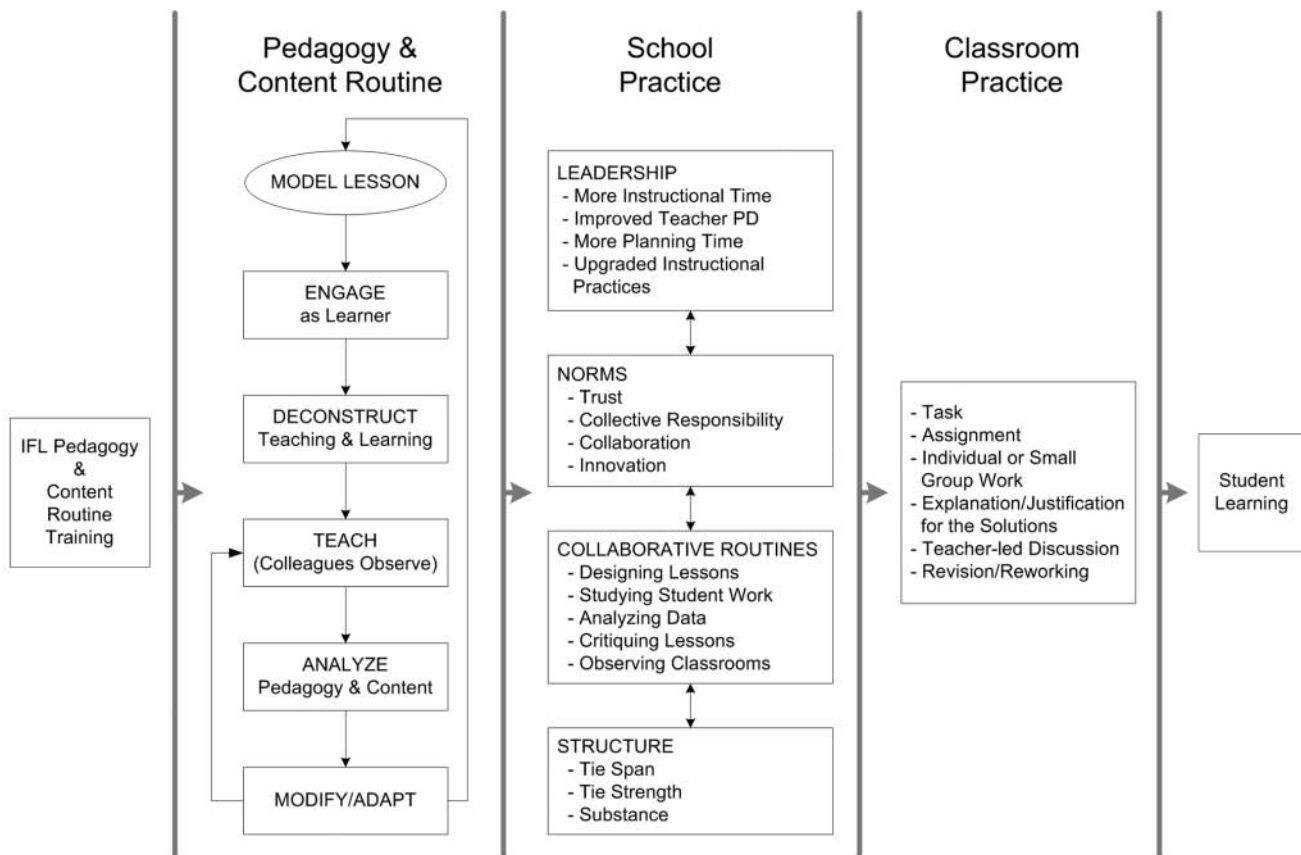 Pedagogy &
Content Routine
School
Practice
Classroom
Practice
IFL Pedagogy
&
Content
Routine
Training
MODEL LESSON
ENGAGE
as Learner
DECONSTRUCT
Teaching & Learning
TEACH
(Colleagues Observe)
ANALYZE
Pedagogy & Content
MODIFY/ADAPT
LEADERSHIP
- More Instructional Time
- Improved Teacher PD
- More Planning Time
- Upgraded Instructional
Practices
NORMS
- Trust
- Collective Responsibility
- Collaboration
- Innovation
COLLABORATIVE ROUTINES
- Designing Lessons
- Studying Student Work
- Analyzing Data
- Critiquing Lessons
- Observing Classrooms
STRUCTURE
- Tie Span
- Tie Strength
- Substance
- Task
- Assignment
- Individual or Small
Group Work
- Explanation/Justification
for the Solutions
- Teacher-led Discussion
- Revision/Reworking
Student
Learning